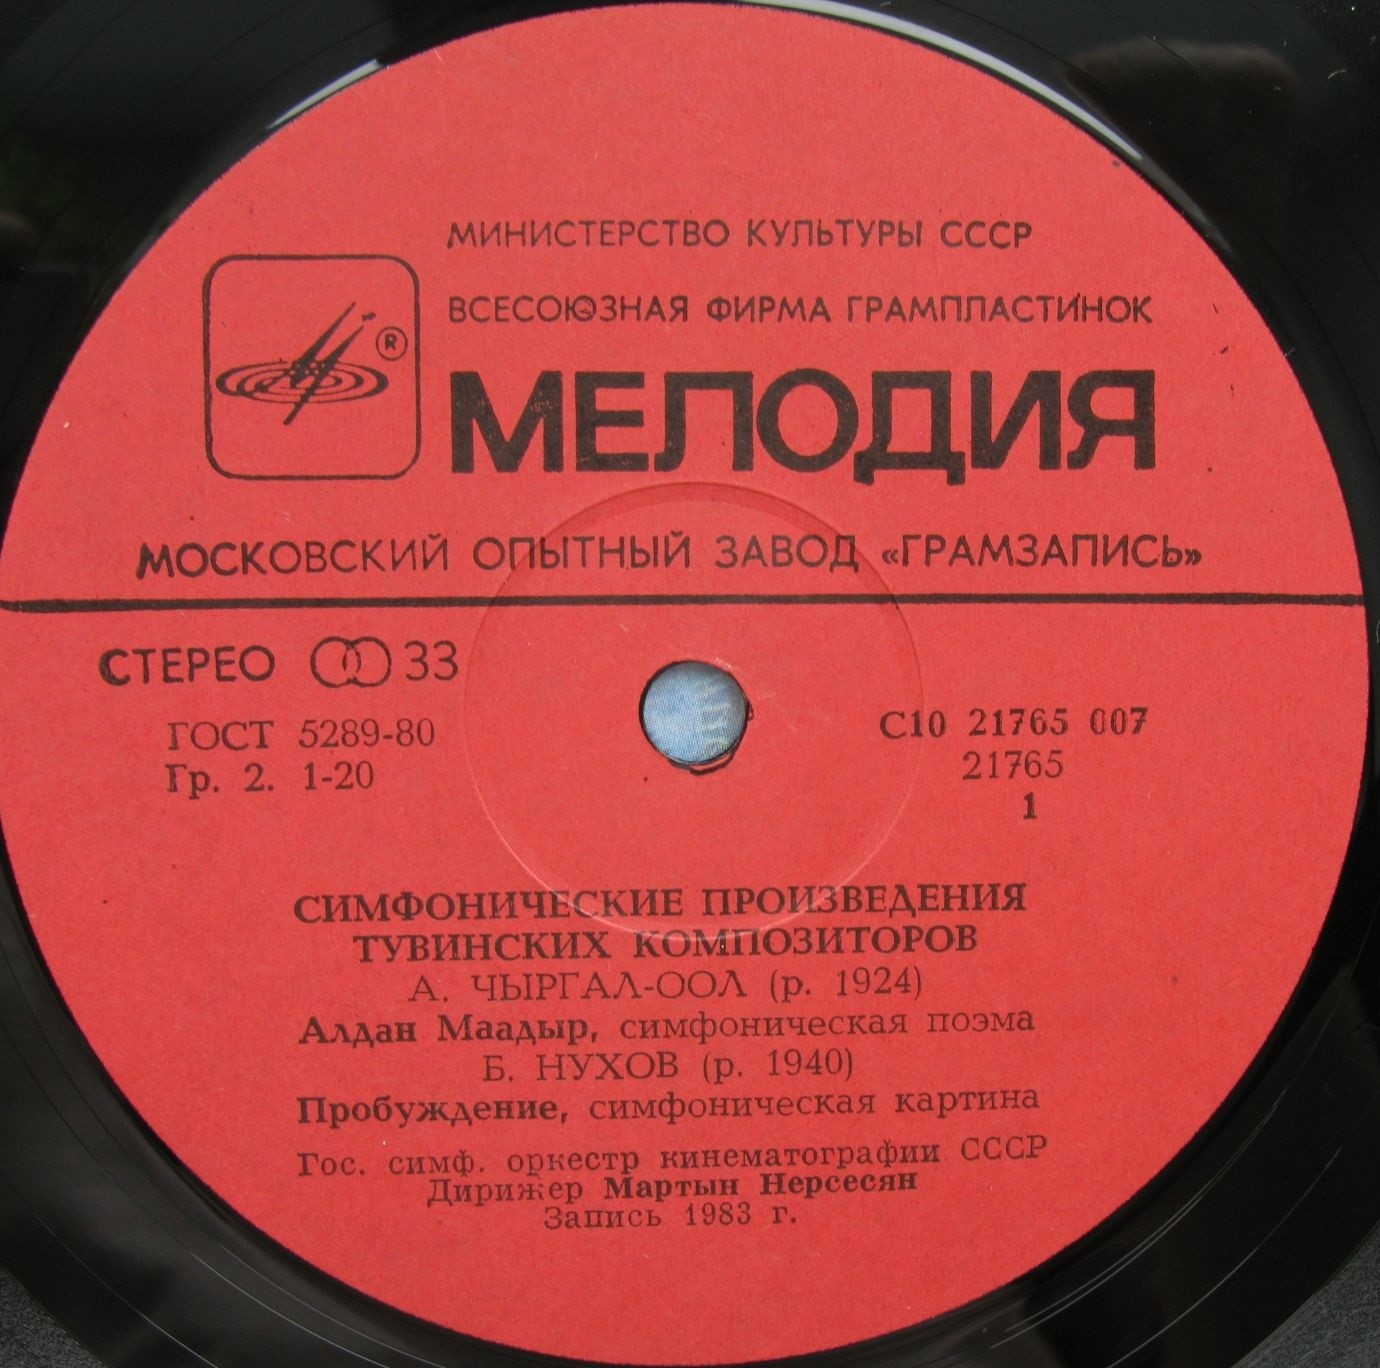 МИНИСТЕРСТВО КУЛЬТУРЫ СССР
ВСЕСОЮЗНАЯ ФИРМА ГРАМПЛАСТИНОК
®
МЕЛОДИЯ
МОСКОВСКИЙ ОПЫТНЫЙ ЗАВОД «ГРАМЗАПИСЬ»
СТЕРЕО 33
ГОСТ 5289-80
Гр. 2. 1-20
С10 21765 007
21765
1
СИМФОНИЧЕСКИЕ ПРОИЗВЕДЕНИЯ
ТУВИНСКИХ КОМПОЗИТОРОВ
А. ЧЫРГАЛ-ООЛ (р. 1924)
Алдан Маадыр, симфоническая поэма
Б. НУХОВ (р. 1940)
Пробуждение, симфоническая картина
Гос. симф. оркестр кинематографии СССР
Дирижер Мартын Нерсесян
Запись 1983 г.